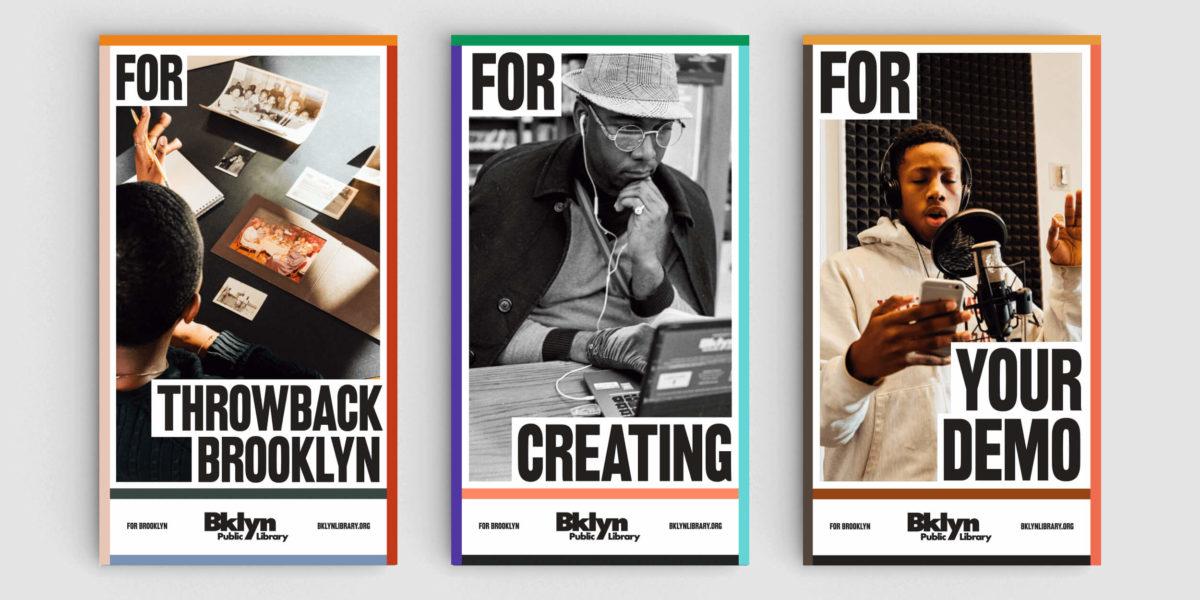 FOR
THROWBACK
BROOKLYN
FOR BROOKLYN
Bklyn
Public Library
BKLYNLIBRARY.ORG
FOR
CREATING
FOR BROOKLYN
Bklyn
Public Library
BKLYNLIBRARY.ORG
FOR
YOUR
DEMO
FOR BROOKLYN
Bklyn
Public Library
BKLYNLIBRARY.ORG